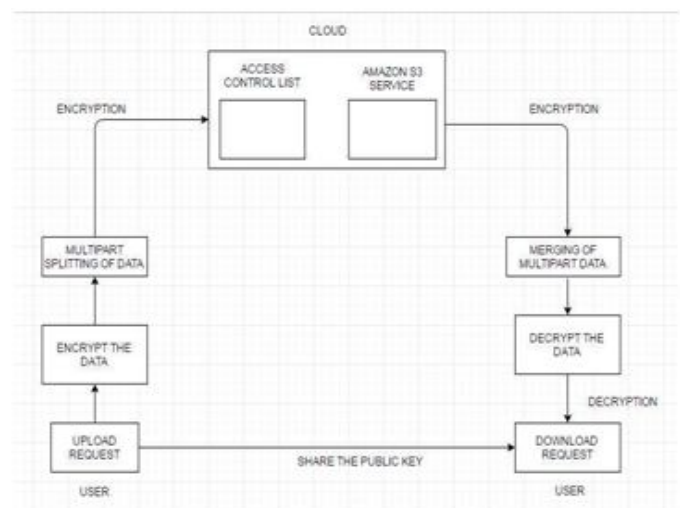 CLOUD
ACCESS
CONTROL LIST
AMAZON S3
SERVICE
ENCRYPTION
ENCRYPTION
MULTIPART
SPLITTING OF DATA
MERGING OF
MULTIPART DATA
ENCRYPT THE
DATA
DECRYPT THE
DATA
DECRYPTION
UPLOAD
REQUEST
SHARE THE PUBLIC KEY
DOWNLOAD
REQUEST
USER
USER